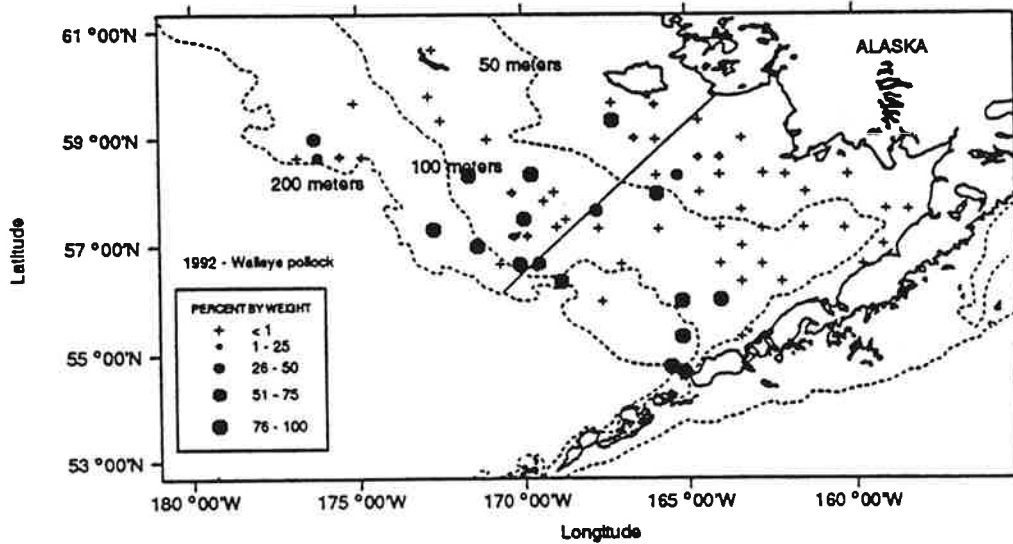 61 °00'N
59 °00'N
57 °00'N
55 °00'N
53 °00'N
Latitude
ALASKA
50 meters
100 meters
200 meters
1992 - Walleye pollock
PERCENT BY WEIGHT
< 1
1 - 25
26 - 50
51 - 75
76 - 100
180 °00'W
175 °00'W
170 °00'W
165 °00'W
160 °00'W
Longitude